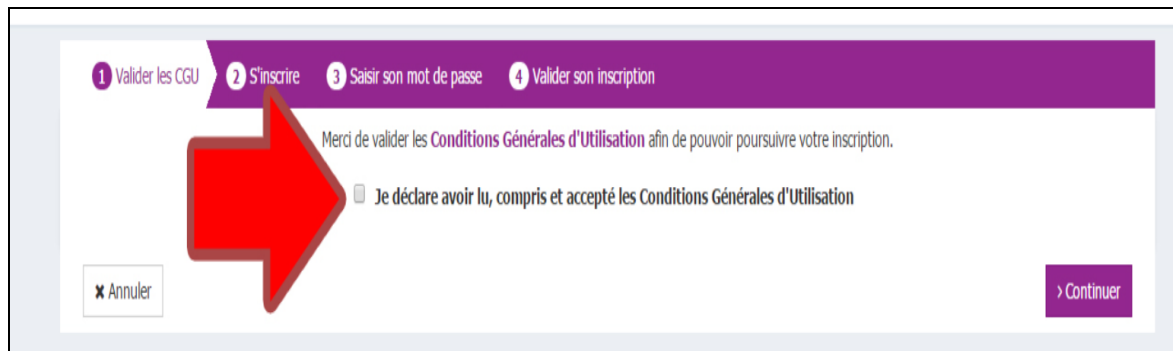 1 Valider les CGU 2 S'inscrire 3 Saisir son mot de passe 4 Valider son inscription
Merci de valider les Conditions Générales d'Utilisation afin de pouvoir poursuivre votre inscription.
Je déclare avoir lu, compris et accepté les Conditions Générales d'Utilisation
✖ Annuler › Continuer